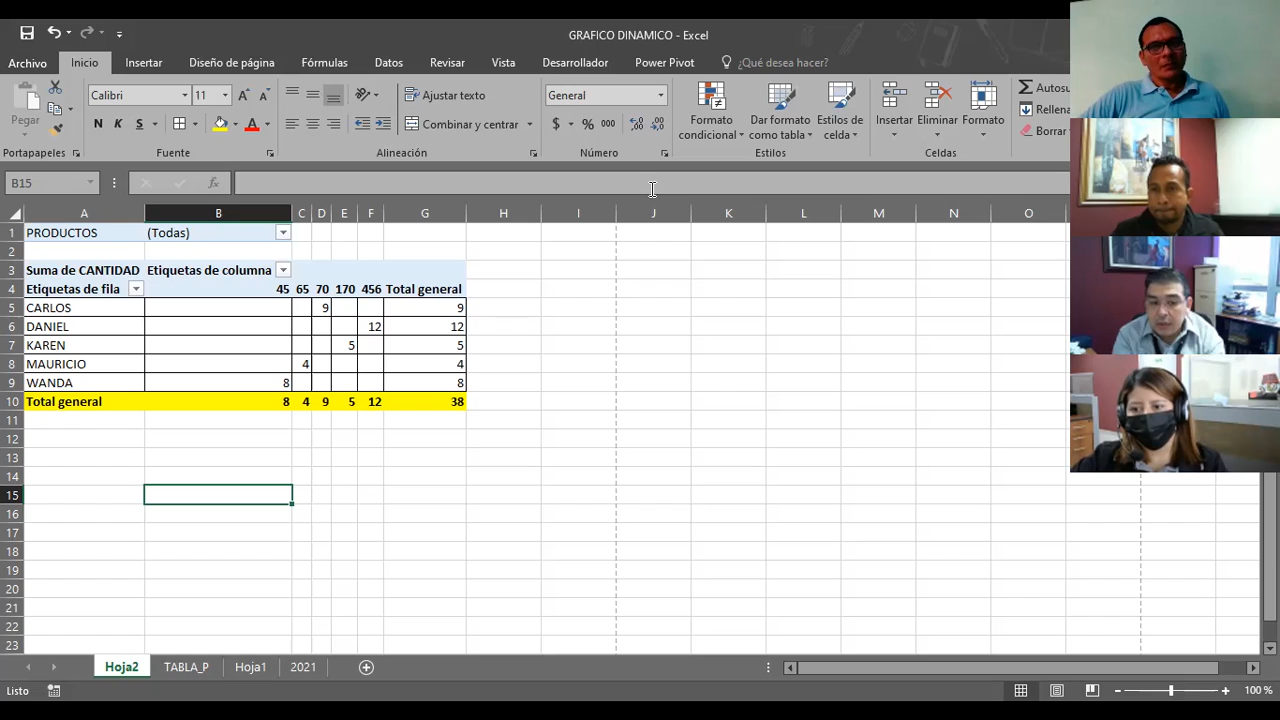 GRAFICO DINAMICO - Excel
Archivo Inicio Insertar Diseño de página Fórmulas Datos Revisar Vista Desarrollador Power Pivot ¿Qué desea hacer?
Pegar
Calibri 11
N K S
Ajustar texto
Combinar y centrar
General
$ % 000
Formato condicional
Dar formato como tabla
Estilos de celda
Insertar Eliminar Formato
Autosu
Rellena
Borrar
Portapapeles Fuente Alineación Número Estilos Celdas
B15 fx
A B C D E F G H I J K L M N O
1 PRODUCTOS (Todas)
2
3 Suma de CANTIDAD Etiquetas de columna
4 Etiquetas de fila 45 65 70 170 456 Total general
5 CARLOS 9 9
6 DANIEL 12 12
7 KAREN 5 5
8 MAURICIO 4 4
9 WANDA 8 8
10 Total general 8 4 9 5 12 38
11
12
13
14
15
16
17
18
19
20
21
22
23
Hoja2 TABLA_P Hoja1 2021
Listo 100 %